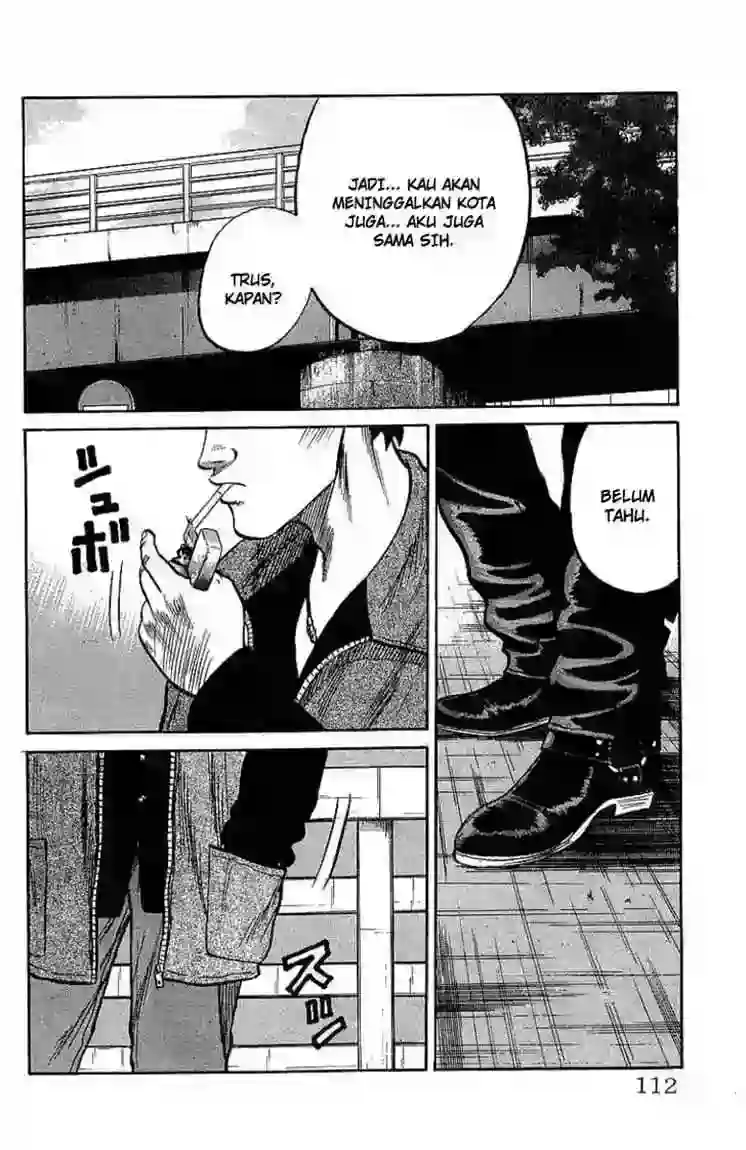 JADI... KAU AKAN
MENINGGALKAN KOTA
JUGA... AKU JUGA
SAMA SIH.
TRUS,
KAPAN?
BELUM
TAHU.
シュボ
ズッ
112